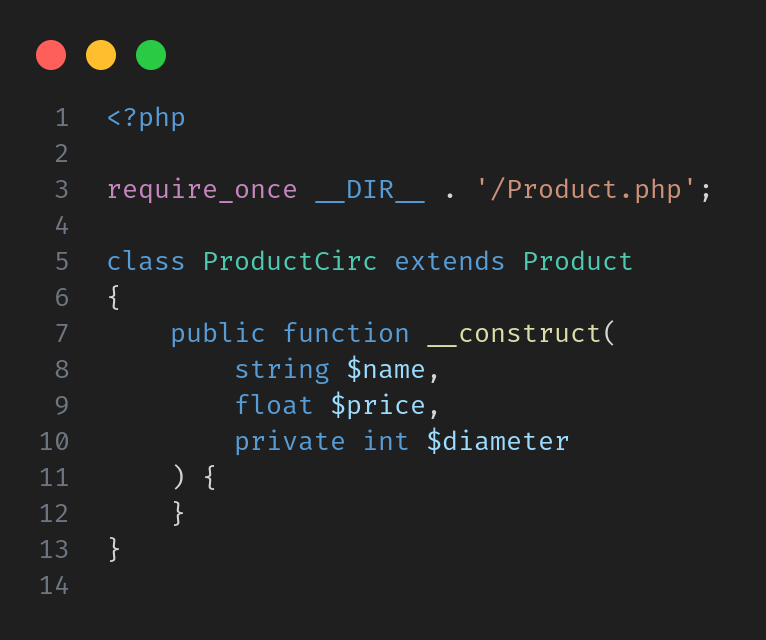 1 <?php
2
3 require_once __DIR__ . '/Product.php';
4
5 class ProductCirc extends Product
6 {
7     public function __construct(
8         string $name,
9         float $price,
10         private int $diameter
11     ) {
12     }
13 }
14